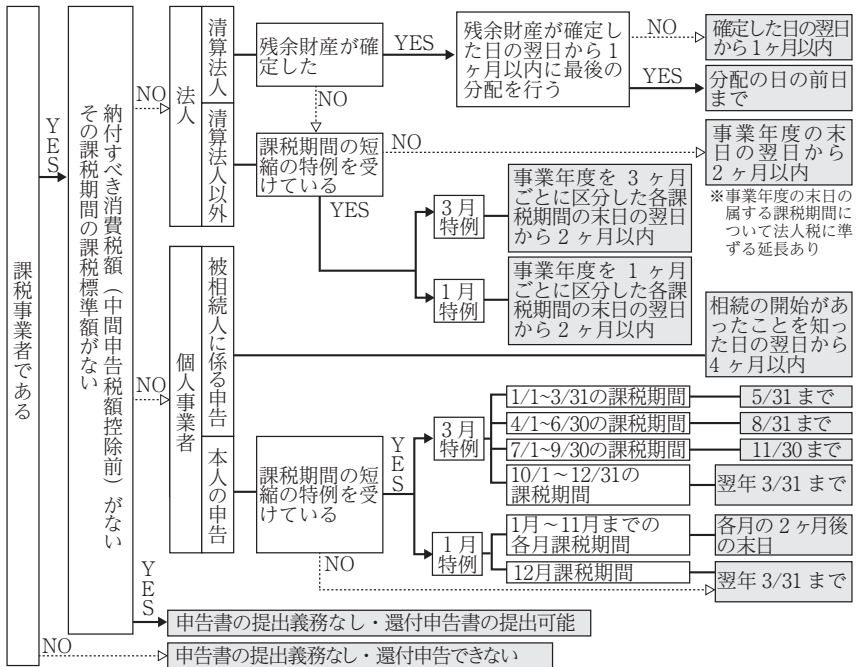 課税事業者である
YES
NO
納付すべき消費税額（中間申告税額控除前）がない
その課税期間の課税標準額がない
NO
法人
清算法人
残余財産が確
定した
YES
残余財産が確定し
た日の翌日から1
ヶ月以内に最後の
分配を行う
NO
確定した日の翌日
から1ヶ月以内
YES
分配の日の前日
まで
NO
清算法人以外
課税期間の短
縮の特例を受
けている
NO
事業年度の末
日の翌日から
2ヶ月以内
※事業年度の末日の
属する課税期間に
ついて法人税に準
ずる延長あり
YES
3月
特例
事業年度を 3 ヶ月
ごとに区分した各課
税期間の末日の翌日
から 2 ヶ月以内
1月
特例
事業年度を 1 ヶ月
ごとに区分した各課
税期間の末日の翌日
から 2 ヶ月以内
NO
個人事業者
被相続人に係る申告
相続の開始があ
ったことを知っ
た日の翌日から
4 ヶ月以内
本人の申告
課税期間の短
縮の特例を受
けている
YES
3月
特例
1/1~3/31の課税期間
5/31 まで
4/1~6/30の課税期間
8/31 まで
7/1~9/30の課税期間
11/30 まで
10/1～12/31の
課税期間
翌年 3/31 まで
1月
特例
1月～11月までの
各月課税期間
各月の 2 ヶ月後
の末日
12月課税期間
翌年 3/31 まで
NO
YES
申告書の提出義務なし・還付申告書の提出可能
申告書の提出義務なし・還付申告できない